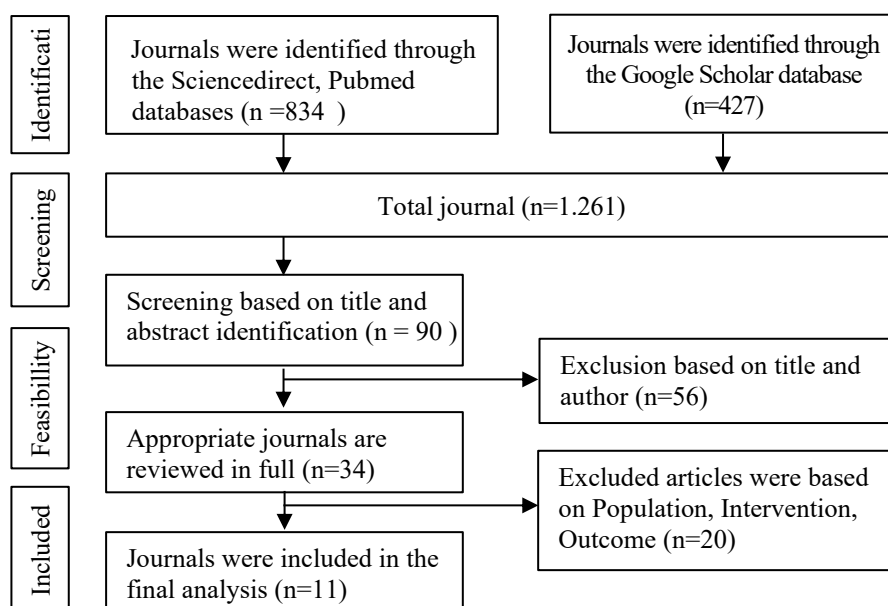 Identificati
Journals were identified through
the Sciencedirect, Pubmed
databases (n =834 )
Journals were identified through
the Google Scholar database
(n=427)
Screening
Total journal (n=1.261)
Screening based on title and
abstract identification (n = 90 )
Feasibillity
Exclusion based on title and
author (n=56)
Appropriate journals are
reviewed in full (n=34)
Excluded articles were based
on Population, Intervention,
Outcome (n=20)
Included
Journals were included in the
final analysis (n=11)